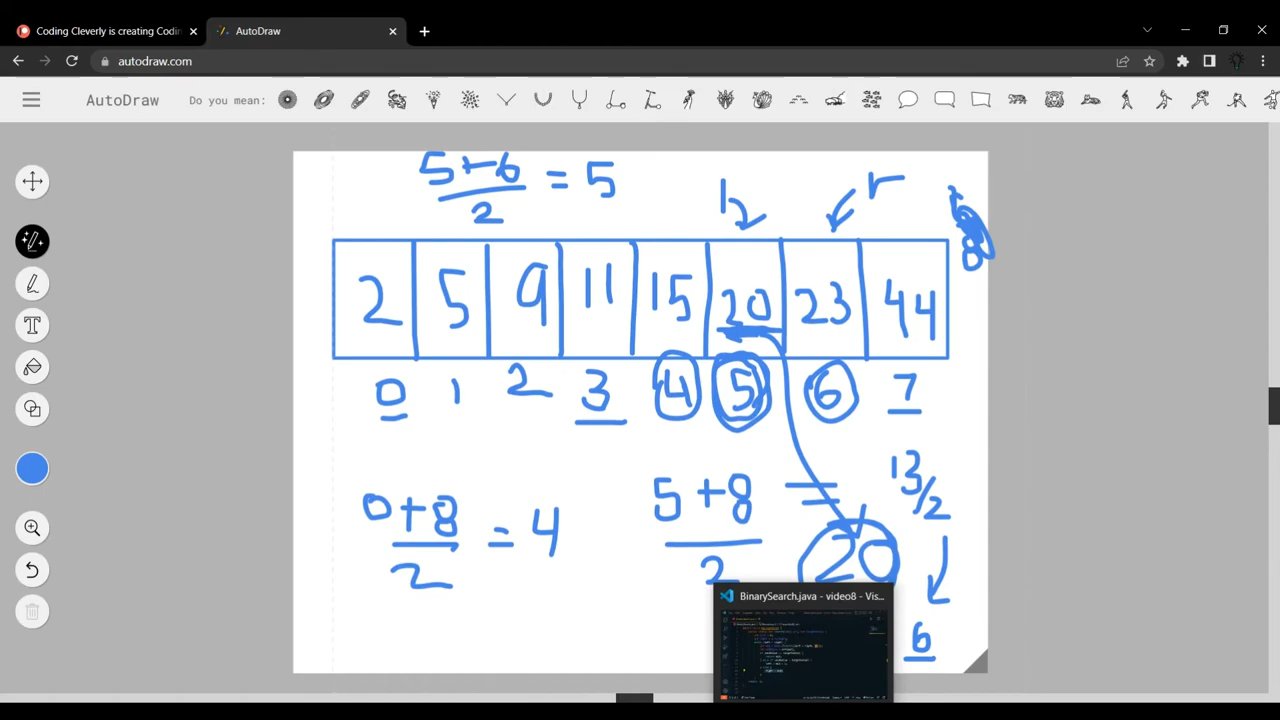 Coding Cleverly is creating Codin
AutoDraw
autodraw.com
AutoDraw
Do you mean:
5+6
2
= 5
l
r
8
2 5 9 11 15 20 23 44
0 1 2 3 4 5 6 7
0+8
2
= 4
5+8
2
=
20
13/2
6
BinarySearch.java - video8 - Vis...